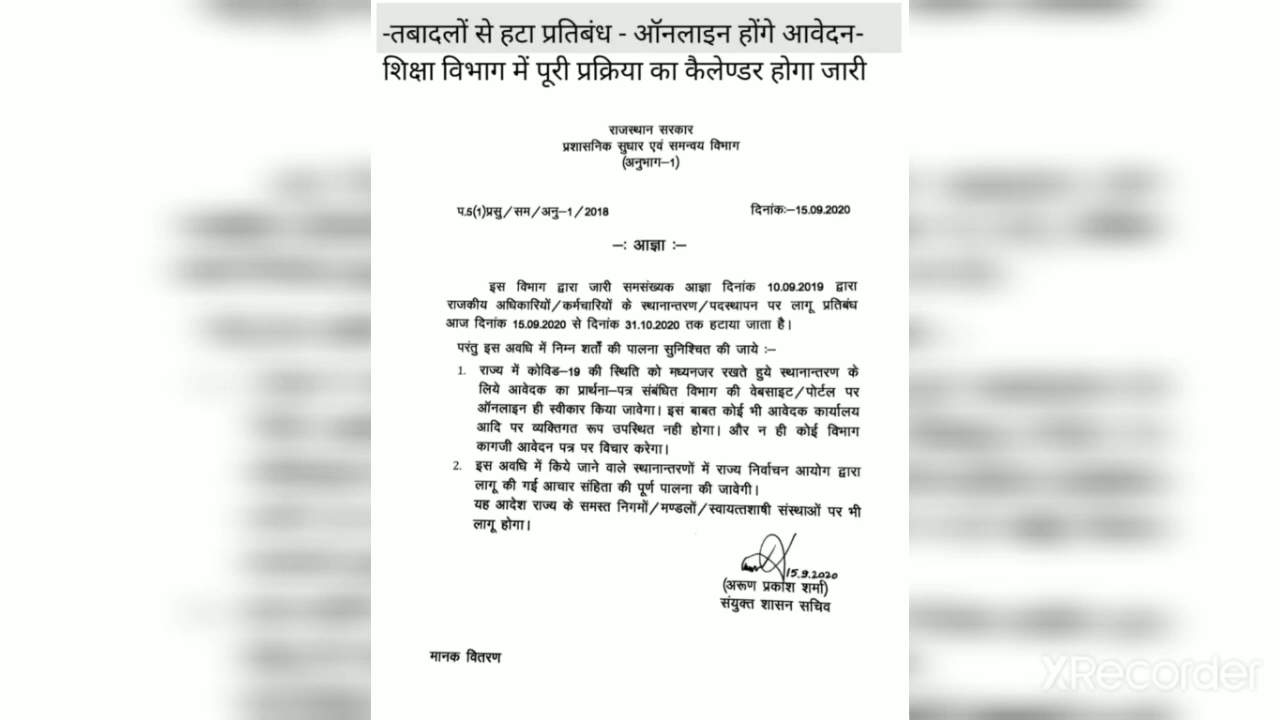 -तबादलों से हटा प्रतिबंध - ऑनलाइन होंगे आवेदन-
शिक्षा विभाग में पूरी प्रक्रिया का कैलेण्डर होगा जारी
राजस्थान सरकार
प्रशासनिक सुधार एवं समन्वय विभाग
(अनुभाग–1)
प.5(1)प्रसु/सम/अनु–1/2018
दिनांकः–15.09.2020
–: आज्ञा :–
इस विभाग द्वारा जारी समसंख्यक आज्ञा दिनांक 10.09.2019 द्वारा
राजकीय अधिकारियों/कर्मचारियों के स्थानान्तरण/पदस्थापन पर लागू प्रतिबंध
आज दिनांक 15.09.2020 से दिनांक 31.10.2020 तक हटाया जाता है।
परंतु इस अवधि में निम्न शर्तों की पालना सुनिश्चित की जाये :–
1. राज्य में कोविड–19 की स्थिति को मध्यनजर रखते हुये स्थानान्तरण के
लिये आवेदक का प्रार्थना–पत्र संबंधित विभाग की वेबसाइट/पोर्टल पर
ऑनलाइन ही स्वीकार किया जावेगा। इस बाबत कोई भी आवेदक कार्यालय
आदि पर व्यक्तिगत रूप उपस्थित नही होगा। और न ही कोई विभाग
कागजी आवेदन पत्र पर विचार करेगा।
2. इस अवधि में किये जाने वाले स्थानान्तरणों में राज्य निर्वाचन आयोग द्वारा
लागू की गई आचार संहिता की पूर्ण पालना की जावेगी।
यह आदेश राज्य के समस्त निगमों/मण्डलों/स्वायत्तशाषी संस्थाओं पर भी
लागू होगा।
15.9.2020
(अरूण प्रकाश शर्मा)
संयुक्त शासन सचिव
मानक वितरण
XRecorder